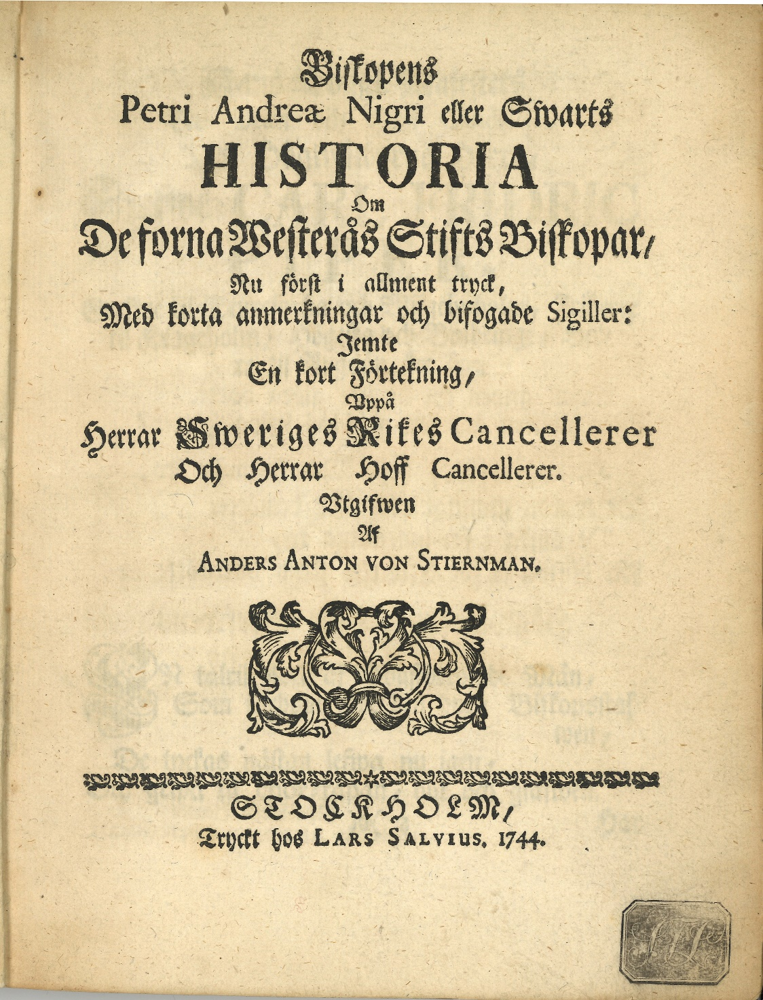 Biskopens
Petri Andreæ Nigri eller Swarts
HISTORIA
Om
De forna Westerås Stifts Biskopar/
Nu först i allment tryck,
Med korta anmerkningar och bifogade Sigiller:
Jemte
En kort Förtekning/
Vppå
Herrar Sweriges Rikes Cancellerer
Och Herrar Hoff Cancellerer.
Vtgifwen
Af
ANDERS ANTON VON STIERNMAN.
STOCKHOLM/
Tryckt hos LARS SALVIUS. 1744.